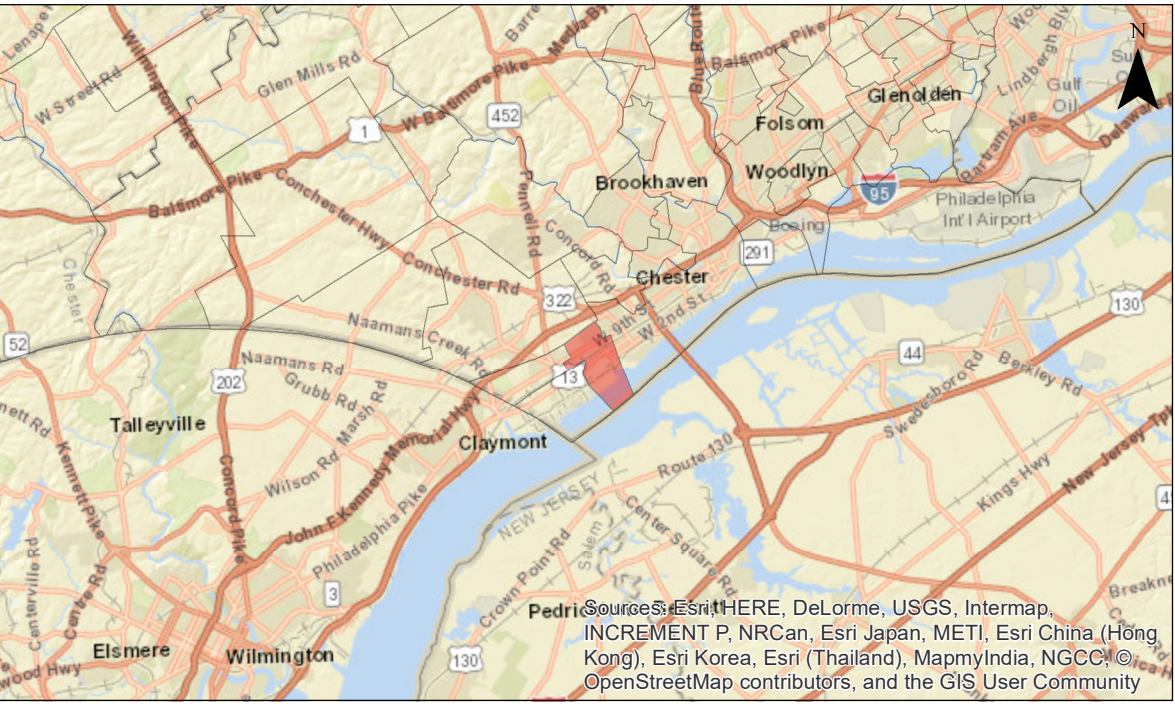 N
Glen Mills Rd
W Street Rd
Wilmington Pike
W Baltimore Pike
Media By
Baltimore Pike
Lindbergh Blv
Gulf
Oil
Glenolden
452
1
Folsom
Bartram Ave
Delawa
Brookhaven
Woodlyn
95
Philadelphia
Int'l Airport
Baltimore Pike
Conchester Hwy
Pennell Rd
Concord Rd
Boeing
291
Chester
Chester
Conchester Rd
322
W 9th St
W 2nd St
130
Naamans Creek Rd
52
Naamans Rd
202
Grubb Rd
Marsh Rd
13
44
Berkley Rd
Swedesboro Rd
Talleyville
Claymont
Kennett Pike
Concord Pike
Wilson Rd
John F Kennedy Memorial Hwy
Philadelphia Pike
Route 130
Kings Hwy
New Jersey
NEW JERSEY
Center Square Rd
Salem
Crown Point Rd
Centerville Rd
Centre Rd
3
Elsmere
Wilmington
130
Pedric
Sources: Esri, HERE, DeLorme, USGS, Intermap,
INCREMENT P, NRCan, Esri Japan, METI, Esri China (Hong
Kong), Esri Korea, Esri (Thailand), MapmyIndia, NGCC, ©
OpenStreetMap contributors, and the GIS User Community